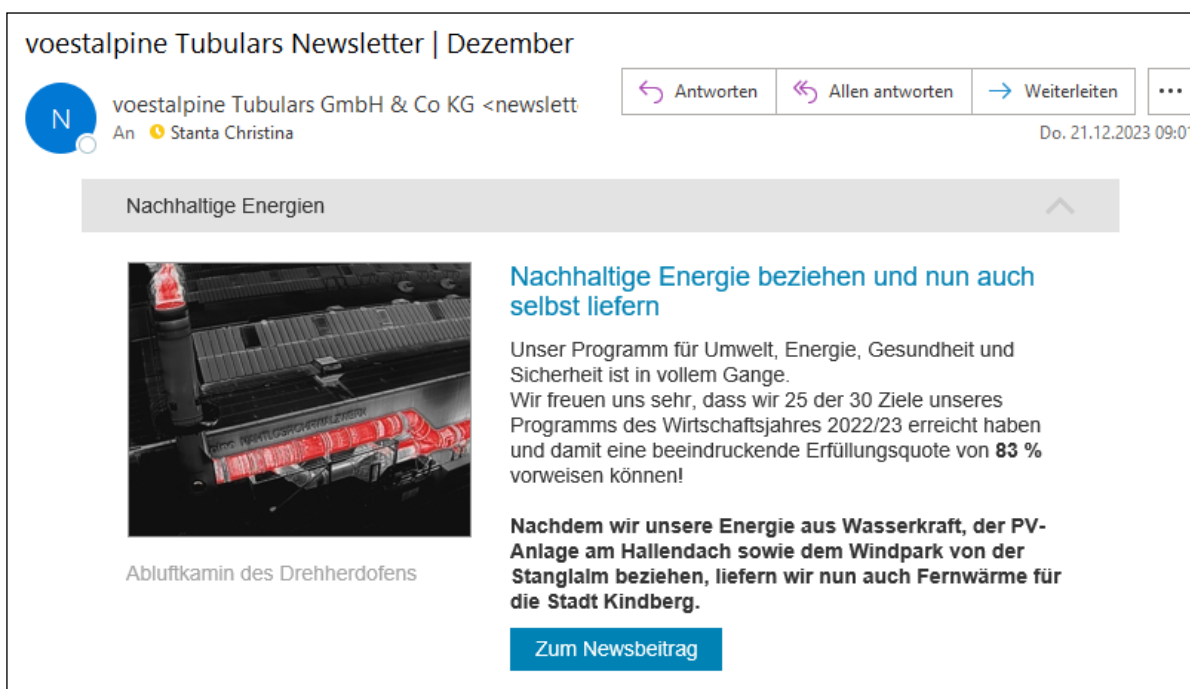 voestalpine Tubulars Newsletter | Dezember
Antworten
Allen antworten
Weiterleiten
N
voestalpine Tubulars GmbH & Co KG <newslett
An Stanta Christina
Do. 21.12.2023 09:01
Nachhaltige Energien
Nachhaltige Energie beziehen und nun auch
selbst liefern
Unser Programm für Umwelt, Energie, Gesundheit und
Sicherheit ist in vollem Gange.
Wir freuen uns sehr, dass wir 25 der 30 Ziele unseres
Programms des Wirtschaftsjahres 2022/23 erreicht haben
und damit eine beeindruckende Erfüllungsquote von 83 %
vorweisen können!
Nachdem wir unsere Energie aus Wasserkraft, der PV-
Anlage am Hallendach sowie dem Windpark von der
Stanglalm beziehen, liefern wir nun auch Fernwärme für
die Stadt Kindberg.
Abluftkamin des Drehherdofens
Zum Newsbeitrag